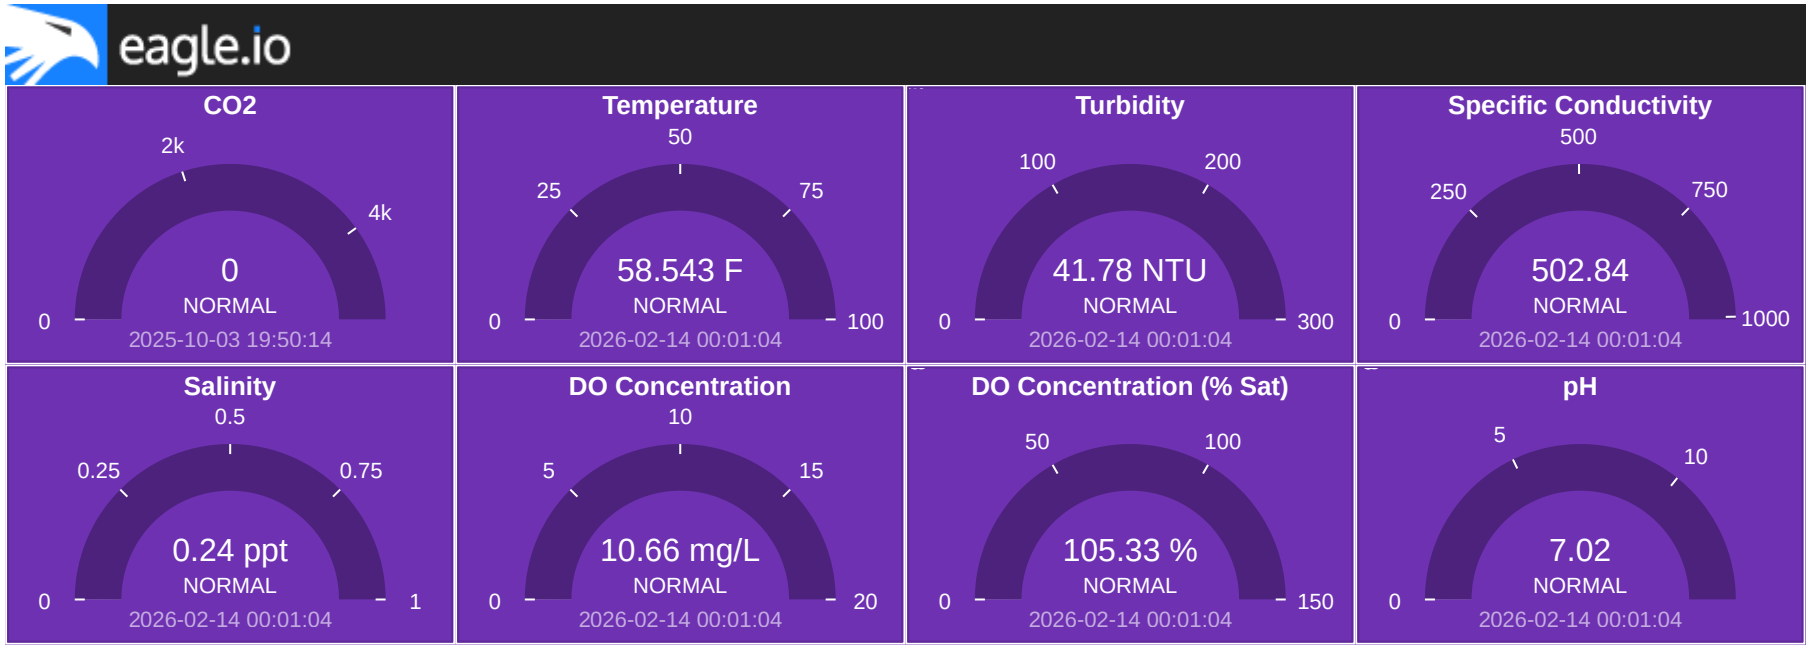 eagle.io
CO2
2k
4k
0
0
NORMAL
2025-10-03 19:50:14
Temperature
50
25
75
58.543 F
NORMAL
0
100
2026-02-14 00:01:04
Turbidity
100
200
41.78 NTU
NORMAL
0
300
2026-02-14 00:01:04
Specific Conductivity
500
250
750
502.84
NORMAL
0
1000
2026-02-14 00:01:04
Salinity
0.5
0.25
0.75
0.24 ppt
NORMAL
0
1
2026-02-14 00:01:04
DO Concentration
10
5
15
10.66 mg/L
NORMAL
0
20
2026-02-14 00:01:04
DO Concentration (% Sat)
50
100
105.33 %
NORMAL
0
150
2026-02-14 00:01:04
pH
5
10
7.02
NORMAL
0
2026-02-14 00:01:04